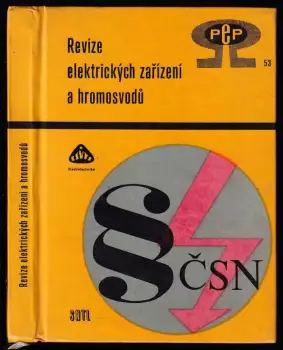 Revize
elektrických zařízení
a hromosvodů
PEP
53
§ ČSN
SNTL
Revize elektrických zařízení a hromosvodů